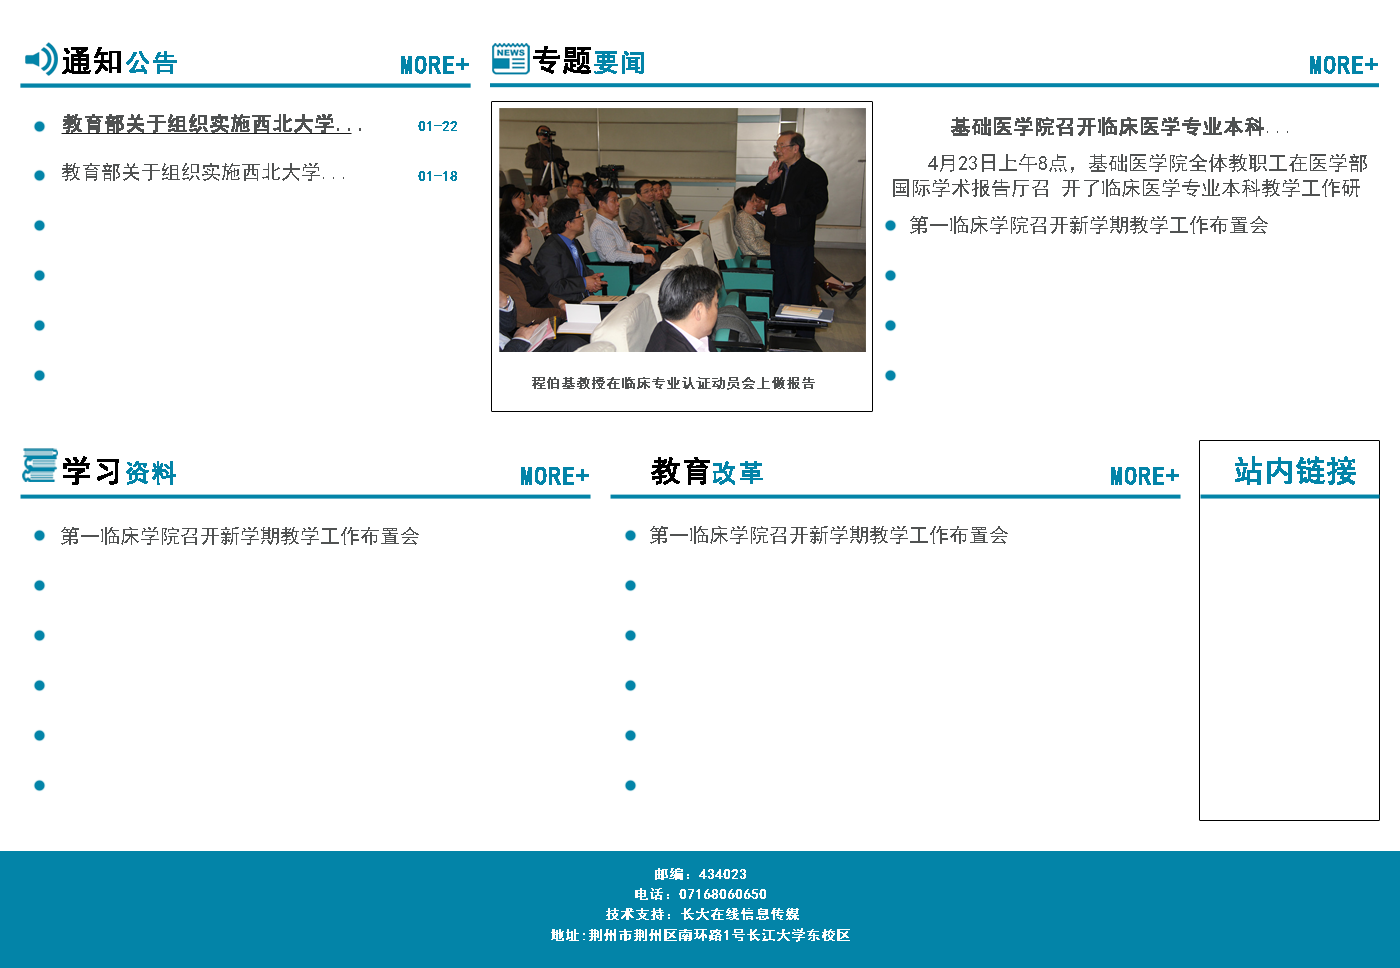 通知公告
MORE+
教育部关于组织实施西北大学...
01-22
教育部关于组织实施西北大学...
01-18
NEWS
专题要闻
MORE+
程伯基教授在临床专业认证动员会上做报告
基础医学院召开临床医学专业本科...
4月23日上午8点，基础医学院全体教职工在医学部
国际学术报告厅召 开了临床医学专业本科教学工作研
第一临床学院召开新学期教学工作布置会
学习资料
MORE+
第一临床学院召开新学期教学工作布置会
教育改革
MORE+
第一临床学院召开新学期教学工作布置会
站内链接
邮编：434023
电话：07168060650
技术支持：长大在线信息传媒
地址:荆州市荆州区南环路1号长江大学东校区